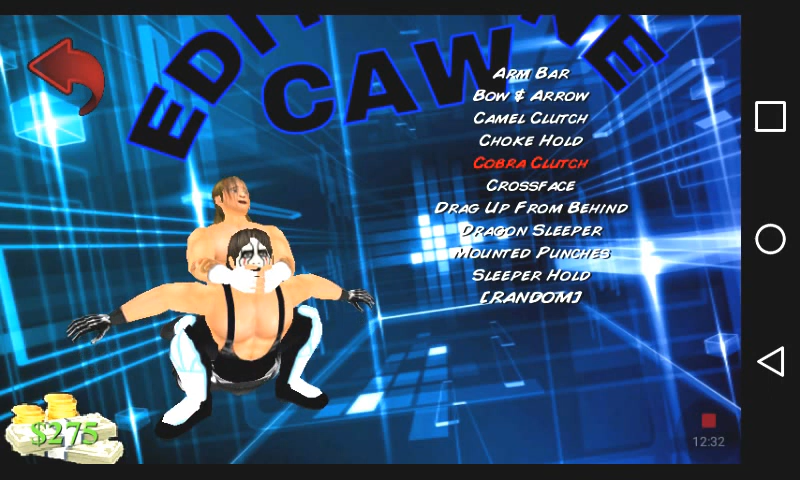 EDIT
CAW
ARM BAR
BOW & ARROW
CAMEL CLUTCH
CHOKE HOLD
COBRA CLUTCH
CROSSFACE
DRAG UP FROM BEHIND
DRAGON SLEEPER
MOUNTED PUNCHES
SLEEPER HOLD
[RANDOM]
$275
12:32